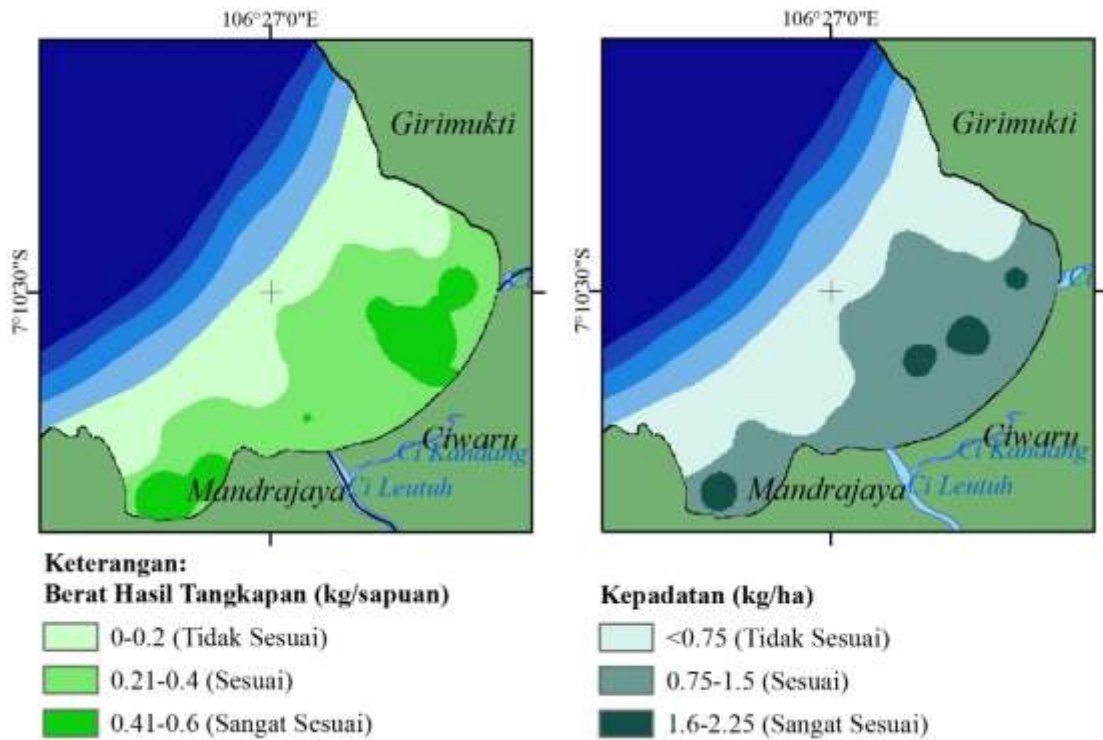 106°27'0"E
106°27'0"E
7°10'30"S
7°10'30"S
Girimukti
Girimukti
Ciwaru
Ciwaru
Ci Kandang
Ci Kandang
Mandrajaya
Ci Leutuh
Mandrajaya
Ci Leutuh
Keterangan:
Berat Hasil Tangkapan (kg/sapuan)
0-0.2 (Tidak Sesuai)
0.21-0.4 (Sesuai)
0.41-0.6 (Sangat Sesuai)
Kepadatan (kg/ha)
<0.75 (Tidak Sesuai)
0.75-1.5 (Sesuai)
1.6-2.25 (Sangat Sesuai)